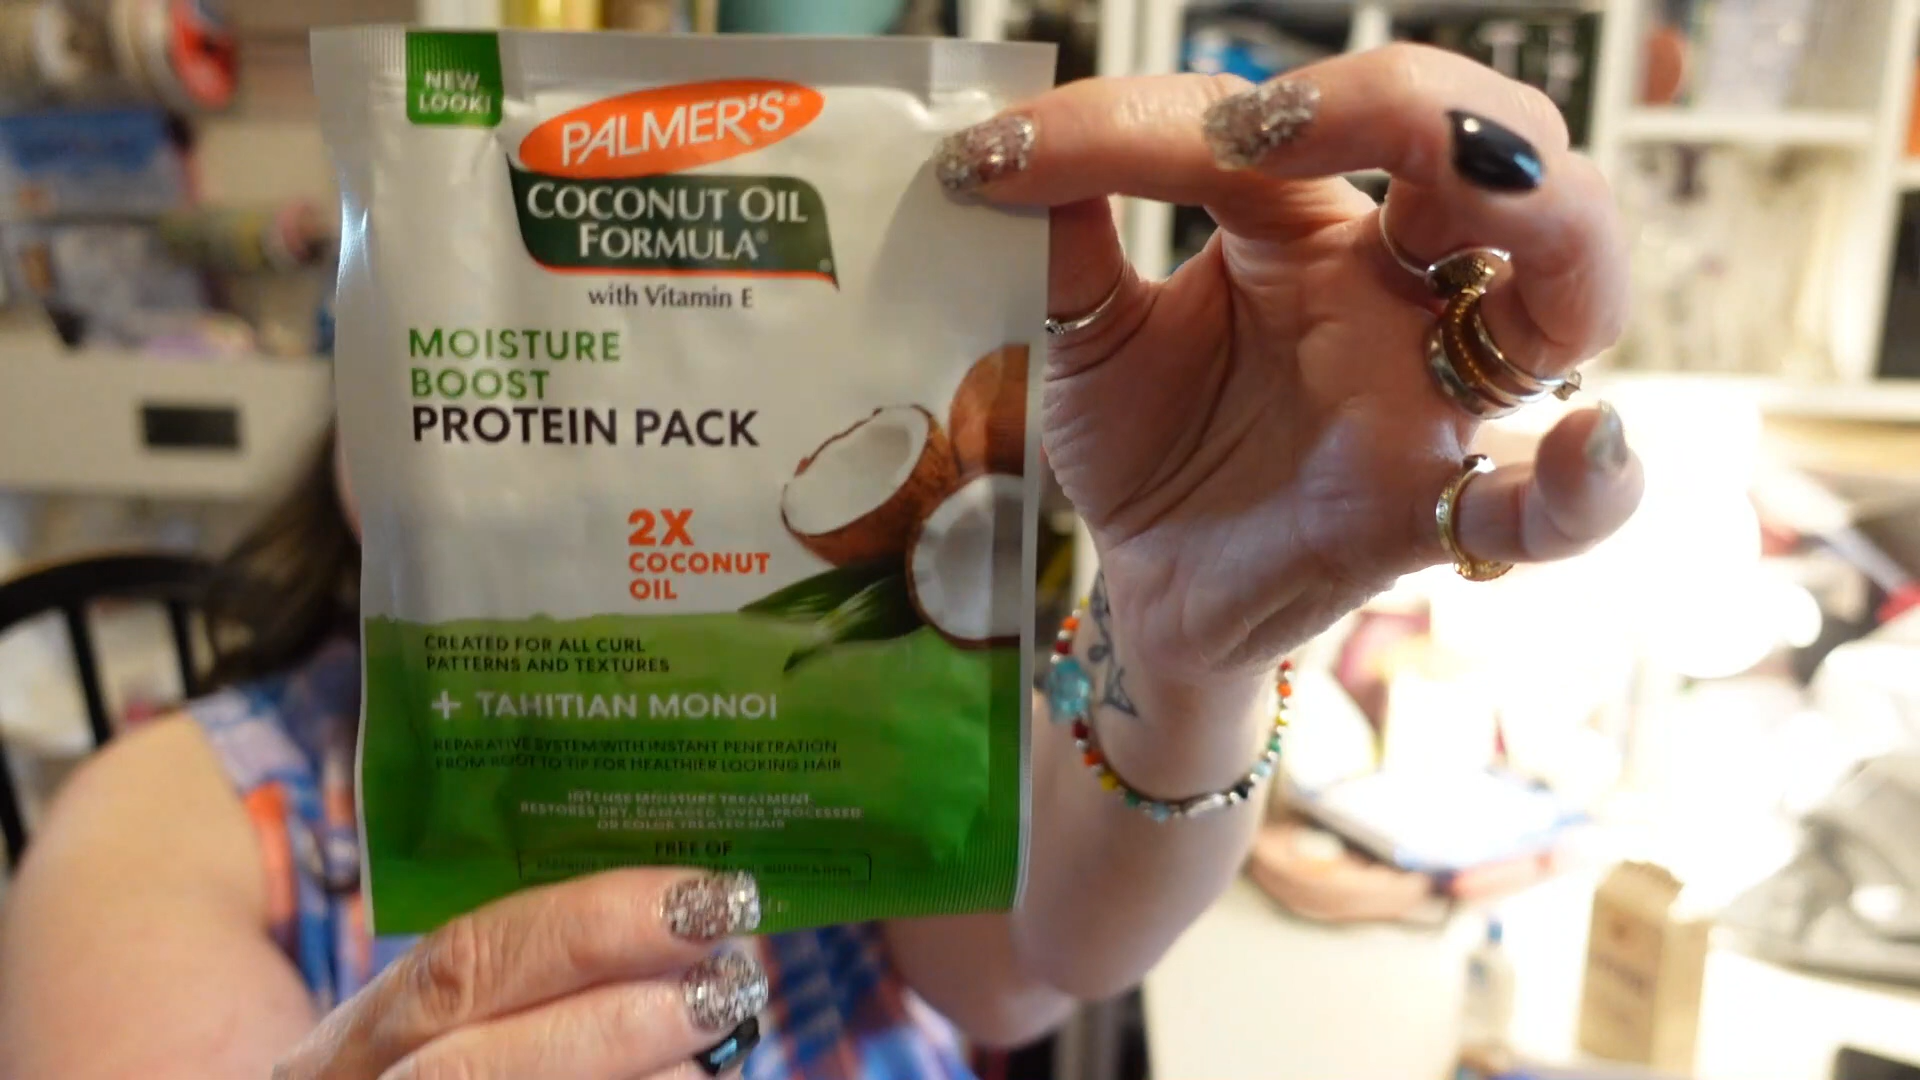 NEW
LOOK!
PALMER'S®
COCONUT OIL
FORMULA®
with Vitamin E
MOISTURE
BOOST
PROTEIN PACK
2X
COCONUT
OIL
CREATED FOR ALL CURL
PATTERNS AND TEXTURES
+ TAHITIAN MONOI
REPARATIVE SYSTEM WITH INSTANT PENETRATION
FROM ROOT TO TIP FOR HEALTHIER LOOKING HAIR
INTENSE MOISTURE TREATMENT
RESTORES DRY, DAMAGED, OVER-PROCESSED
OR COLOR TREATED HAIR
FREE OF